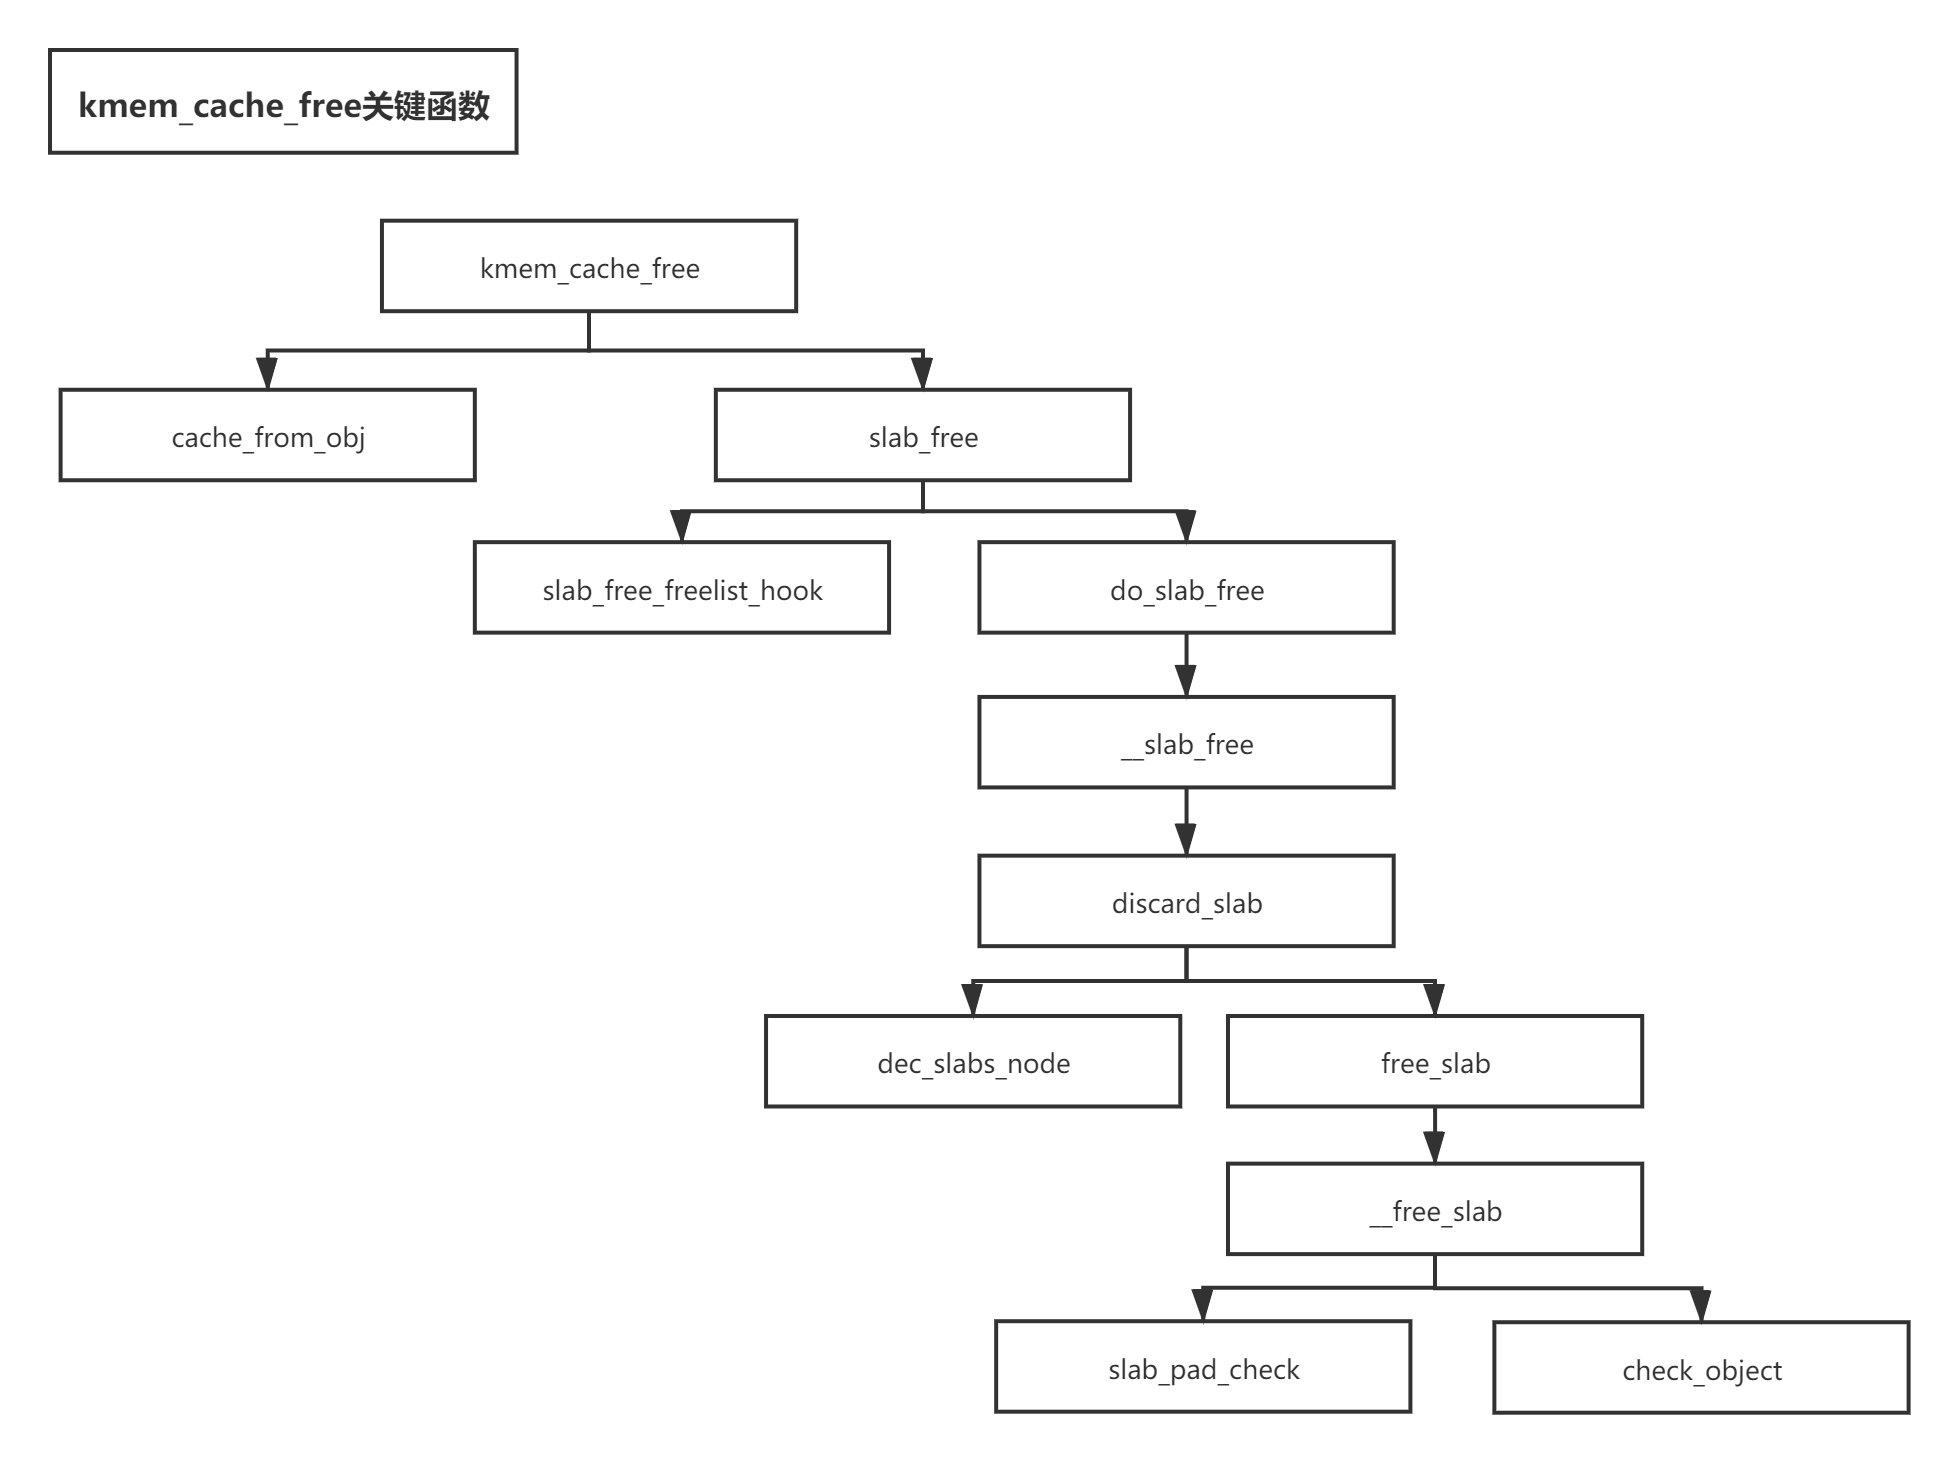 kmem_cache_free关键函数
kmem_cache_free
cache_from_obj
slab_free
slab_free_freelist_hook
do_slab_free
__slab_free
discard_slab
dec_slabs_node
free_slab
__free_slab
slab_pad_check
check_object